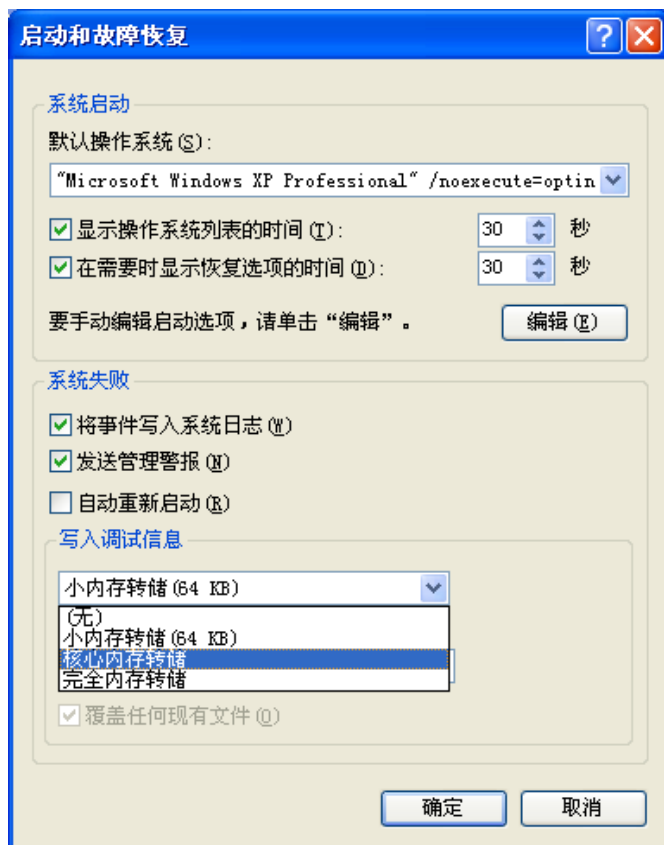 启动和故障恢复
系统启动
默认操作系统(S):
"Microsoft Windows XP Professional" /noexecute=optin
显示操作系统列表的时间(T): 30 秒
在需要时显示恢复选项的时间(D): 30 秒
要手动编辑启动选项，请单击“编辑”。 编辑(E)
系统失败
将事件写入系统日志(W)
发送管理警报(N)
自动重新启动(R)
写入调试信息
小内存转储(64 KB)
(无)
小内存转储(64 KB)
核心内存转储
完全内存转储
覆盖任何现有文件(O)
确定 取消